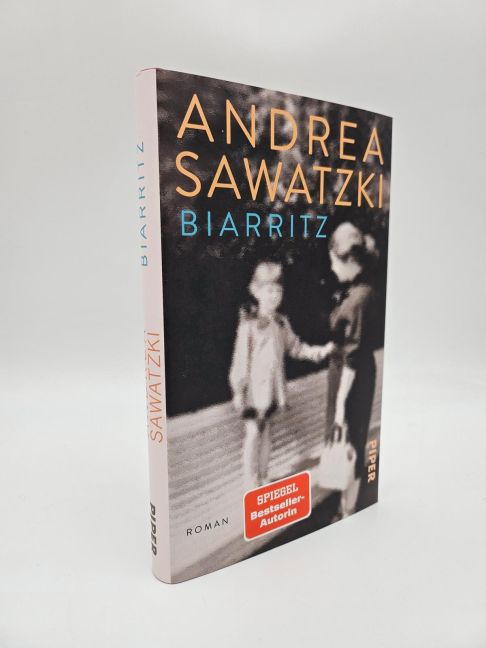 ANDREA
SAWATZKI
BIARRITZ
PIPER
SPIEGEL
Bestseller-
Autorin
ROMAN
BIARRITZ
SAWATZKI
PIPER